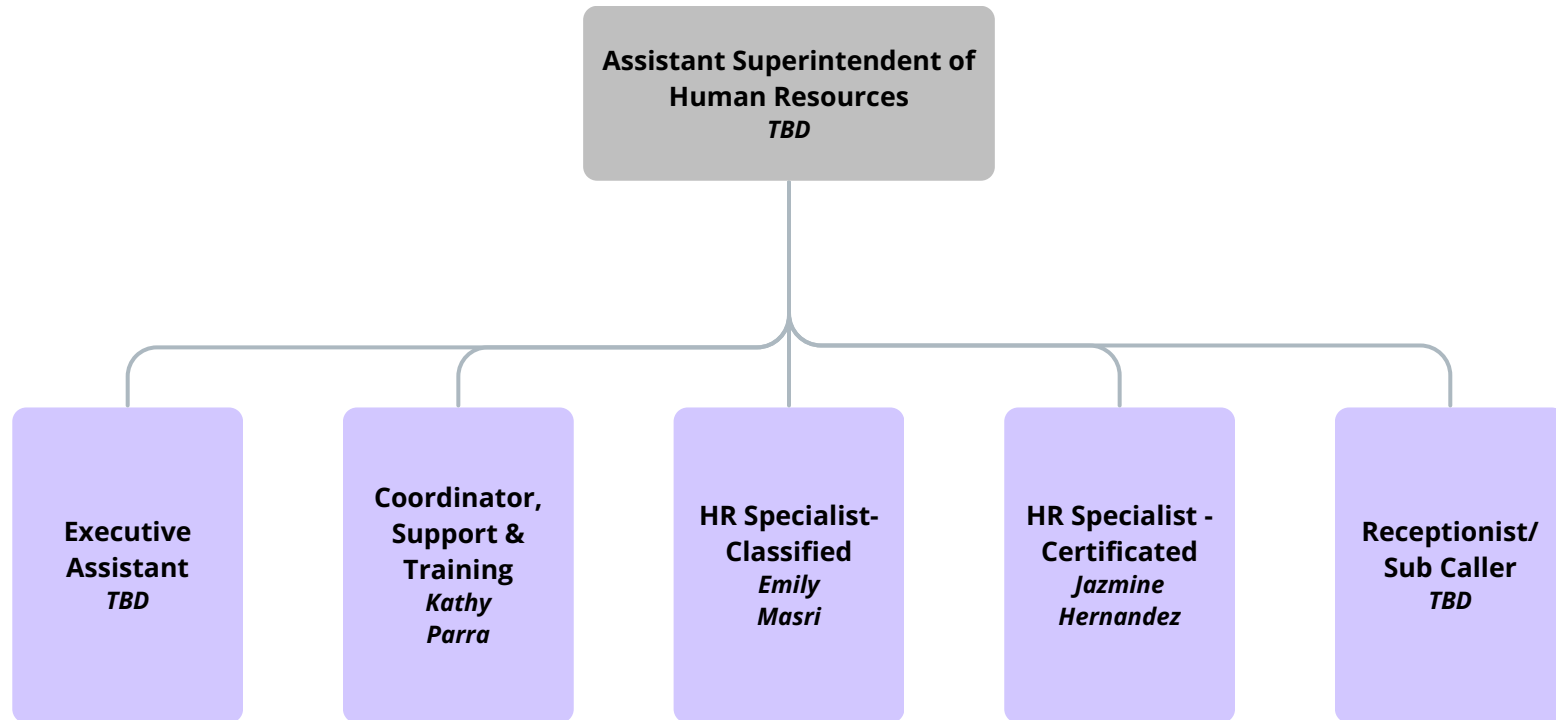 Assistant Superintendent of
Human Resources
TBD
Executive
Assistant
TBD
Coordinator,
Support &
Training
Kathy
Parra
HR Specialist-
Classified
Emily
Masri
HR Specialist -
Certificated
Jazmine
Hernandez
Receptionist/
Sub Caller
TBD